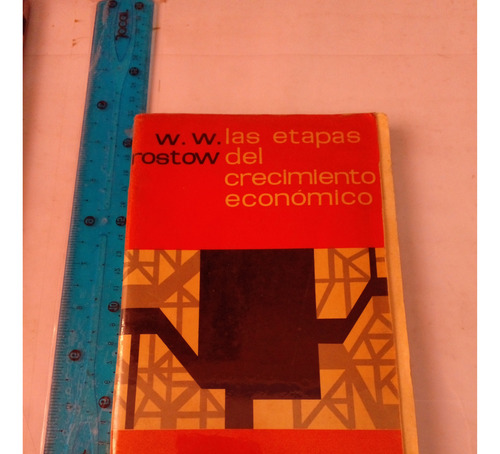 w. w. las etapas
rostow del
crecimiento
económico